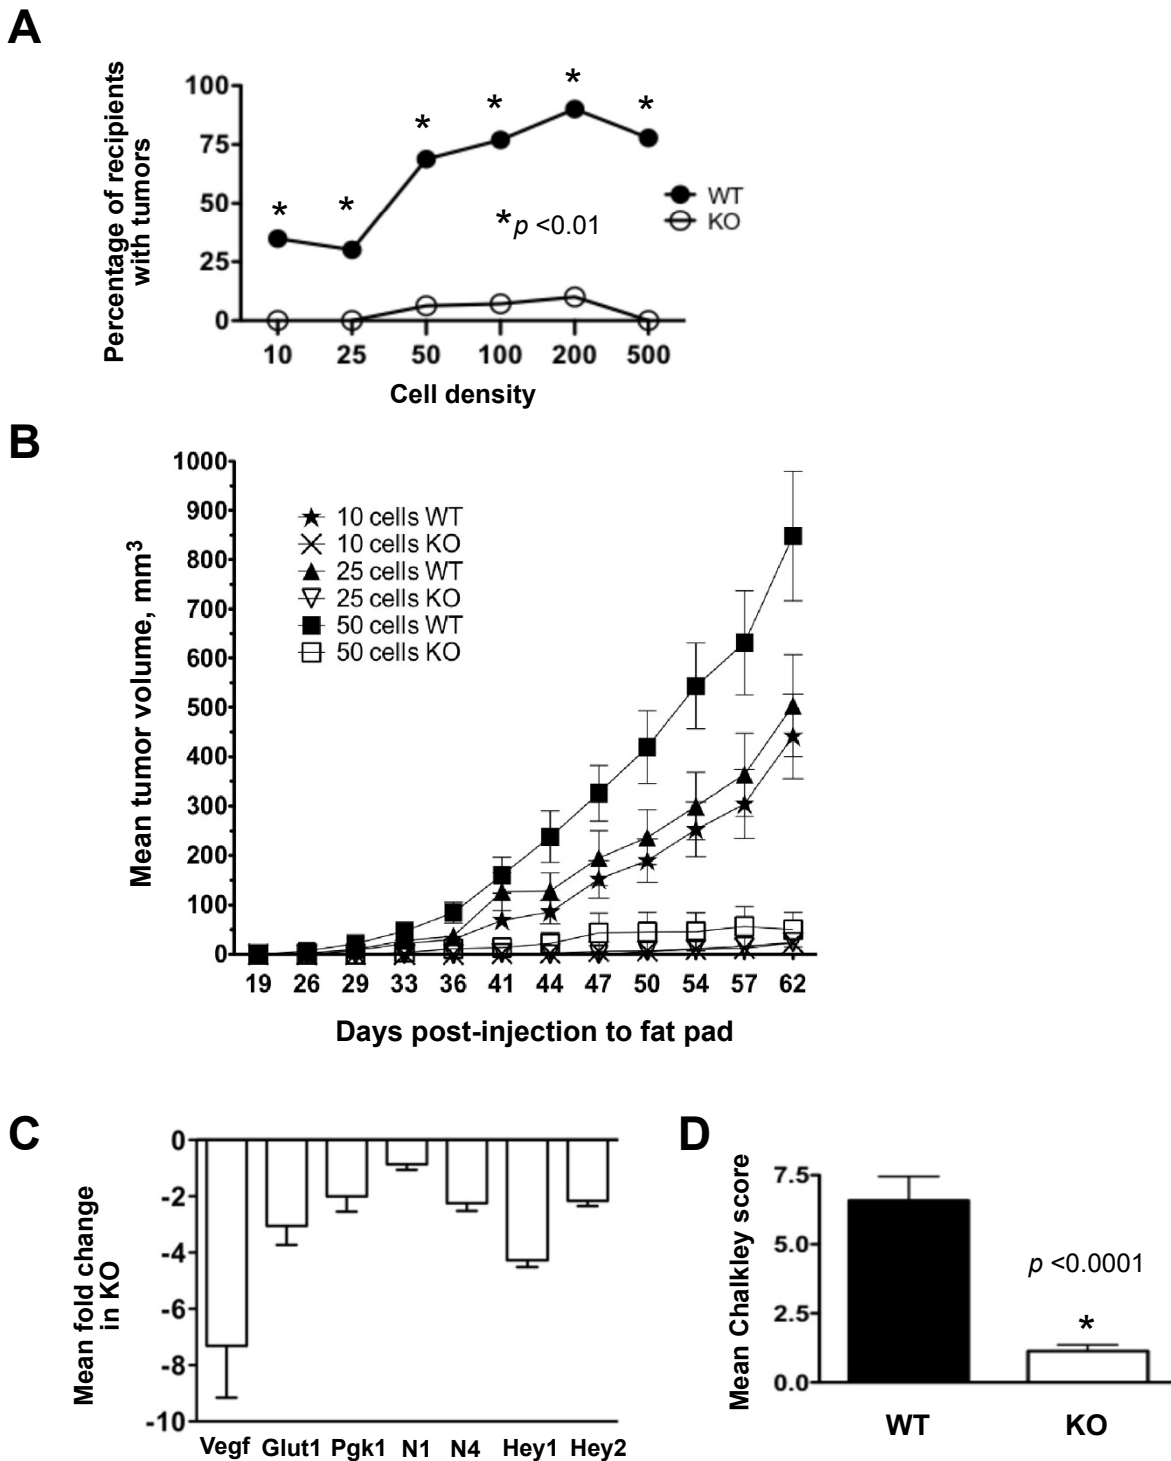 A
Percentage of recipients
with tumors
100
75
50
25
0
* * * * * *
*p <0.01
WT
KO
10 25 50 100 200 500
Cell density
B
Mean tumor volume, mm³
1000
900
800
700
600
500
400
300
200
100
0
10 cells WT
10 cells KO
25 cells WT
25 cells KO
50 cells WT
50 cells KO
19 26 29 33 36 41 44 47 50 54 57 62
Days post-injection to fat pad
C
Mean fold change
in KO
0
-2
-4
-6
-8
-10
Vegf Glut1 Pgk1 N1 N4 Hey1 Hey2
D
Mean Chalkley score
7.5
5.0
2.5
0.0
p <0.0001
*
WT KO